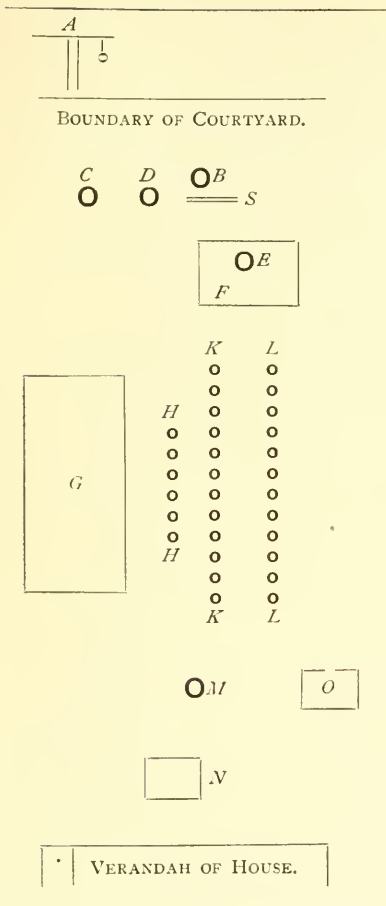 A
BOUNDARY OF COURTYARD.
C D B
S
E
F
K L
H
G
H
K L
M O
N
VERANDAH OF HOUSE.